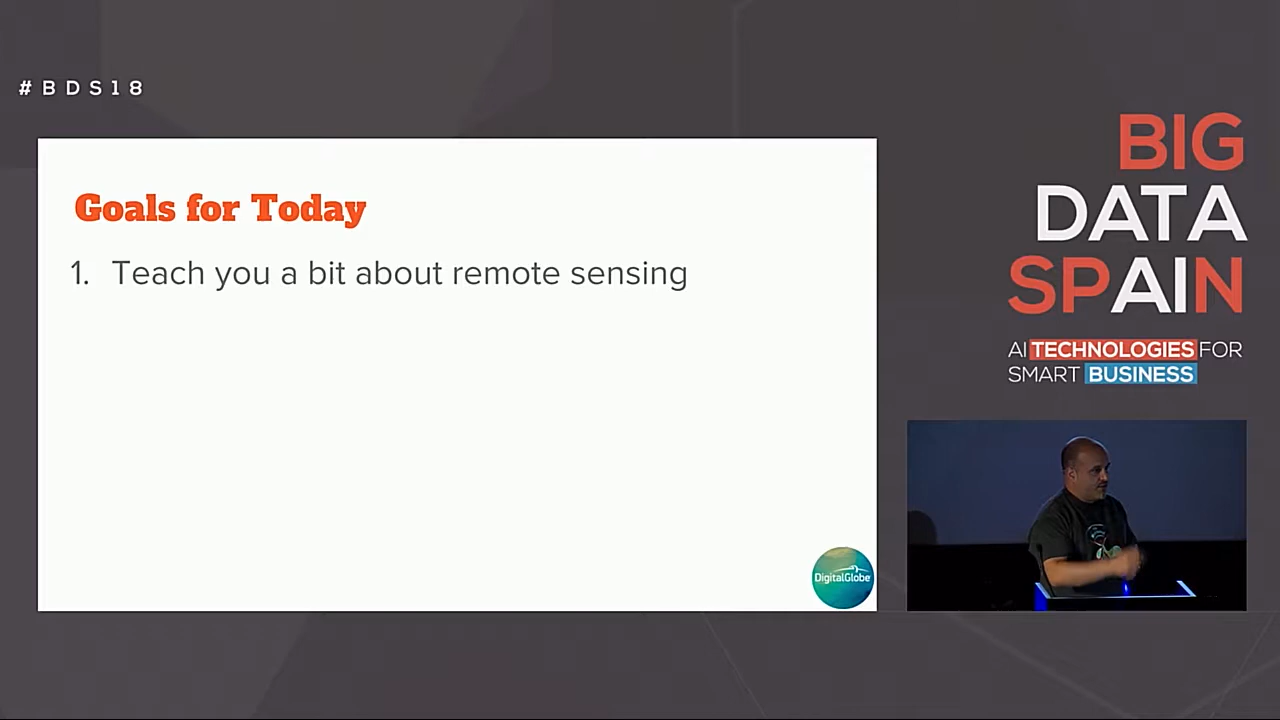 #BDS18
Goals for Today
1. Teach you a bit about remote sensing
DigitalGlobe
BIG
DATA
SPAIN
AI TECHNOLOGIES FOR
SMART BUSINESS